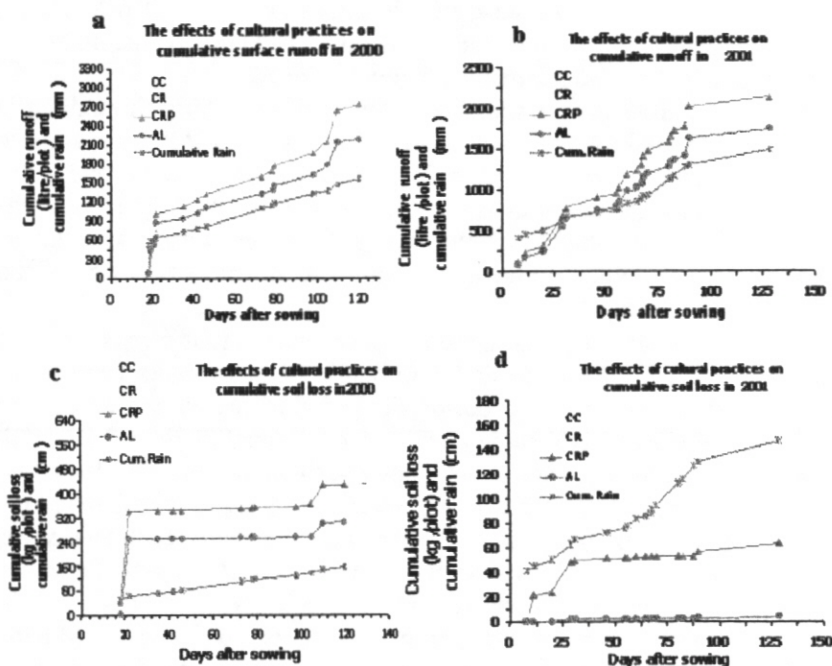 a
The effects of cultural practices on
cumulative surface runoff in 2000
CC
CR
CRP
AL
Cumulative Rain
Cumulative runoff
(litre/plot) and
cumulative rain (mm)
3300
3000
2700
2400
2100
1800
1500
1200
900
600
300
0
0 20 40 60 80 100 120
Days after sowing
b
The effects of cultural practices on
cumulative runoff in 2001
CC
CR
CRP
AL
Cum. Rain
Cumulative runoff
(litre /plot) and
cumulative rain (mm)
2500
2000
1500
1000
500
0
0 25 50 75 100 125 150
Days after sowing
c
The effects of cultural practices on
cumulative soil loss in 2000
CC
CR
CRP
AL
Cum. Rain
Cumulative soil loss
(kg /plot) and
cumulative rain (cm)
640
560
480
400
320
240
160
80
0
0 20 40 60 80 100 120 140
Days after sowing
d
The effects of cultural practices on
cumulative soil loss in 2001
CC
CR
CRP
AL
Cum. Rain
Cumulative soil loss
(kg /plot) and
cumulative rain (cm)
180
160
140
120
100
80
60
40
20
0
0 25 50 75 100 125 150
Days after sowing